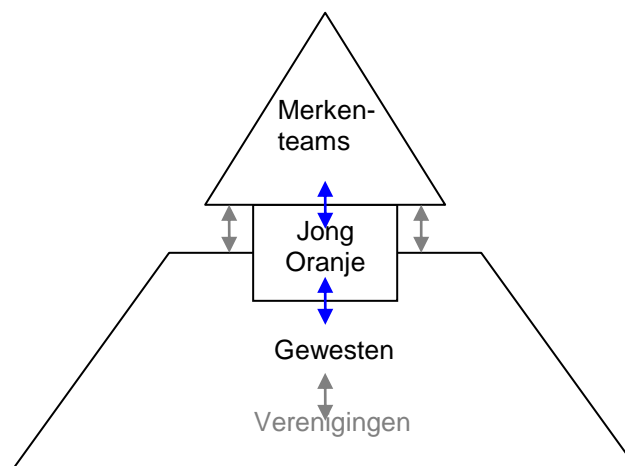 Merken-
teams
Jong
Oranje
Gewesten
Verenigingen